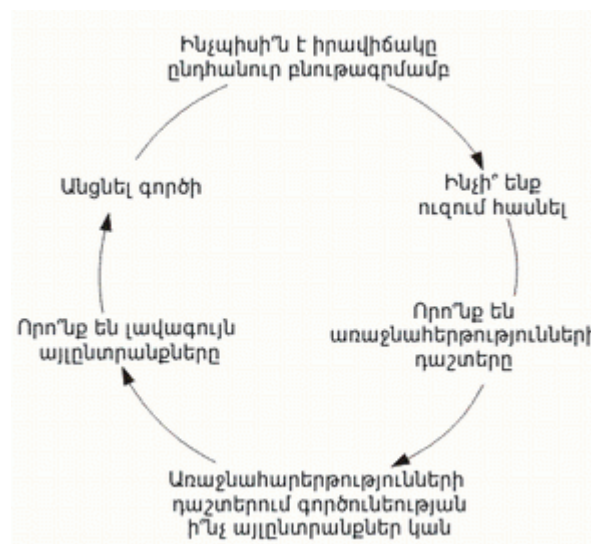 Ինչպիսի՞ն է իրավիճակը
ընդհանուր բնութագրմամբ
Ինչի՞ ենք
ուզում հասնել
Որո՞նք են
առաջնահերթությունների
դաշտերը
Առաջնահարերթությունների
դաշտերում գործունեության
ի՞նչ այլընտրանքներ կան
Որո՞նք են լավագույն
այլընտրանքները
Անցնել գործի